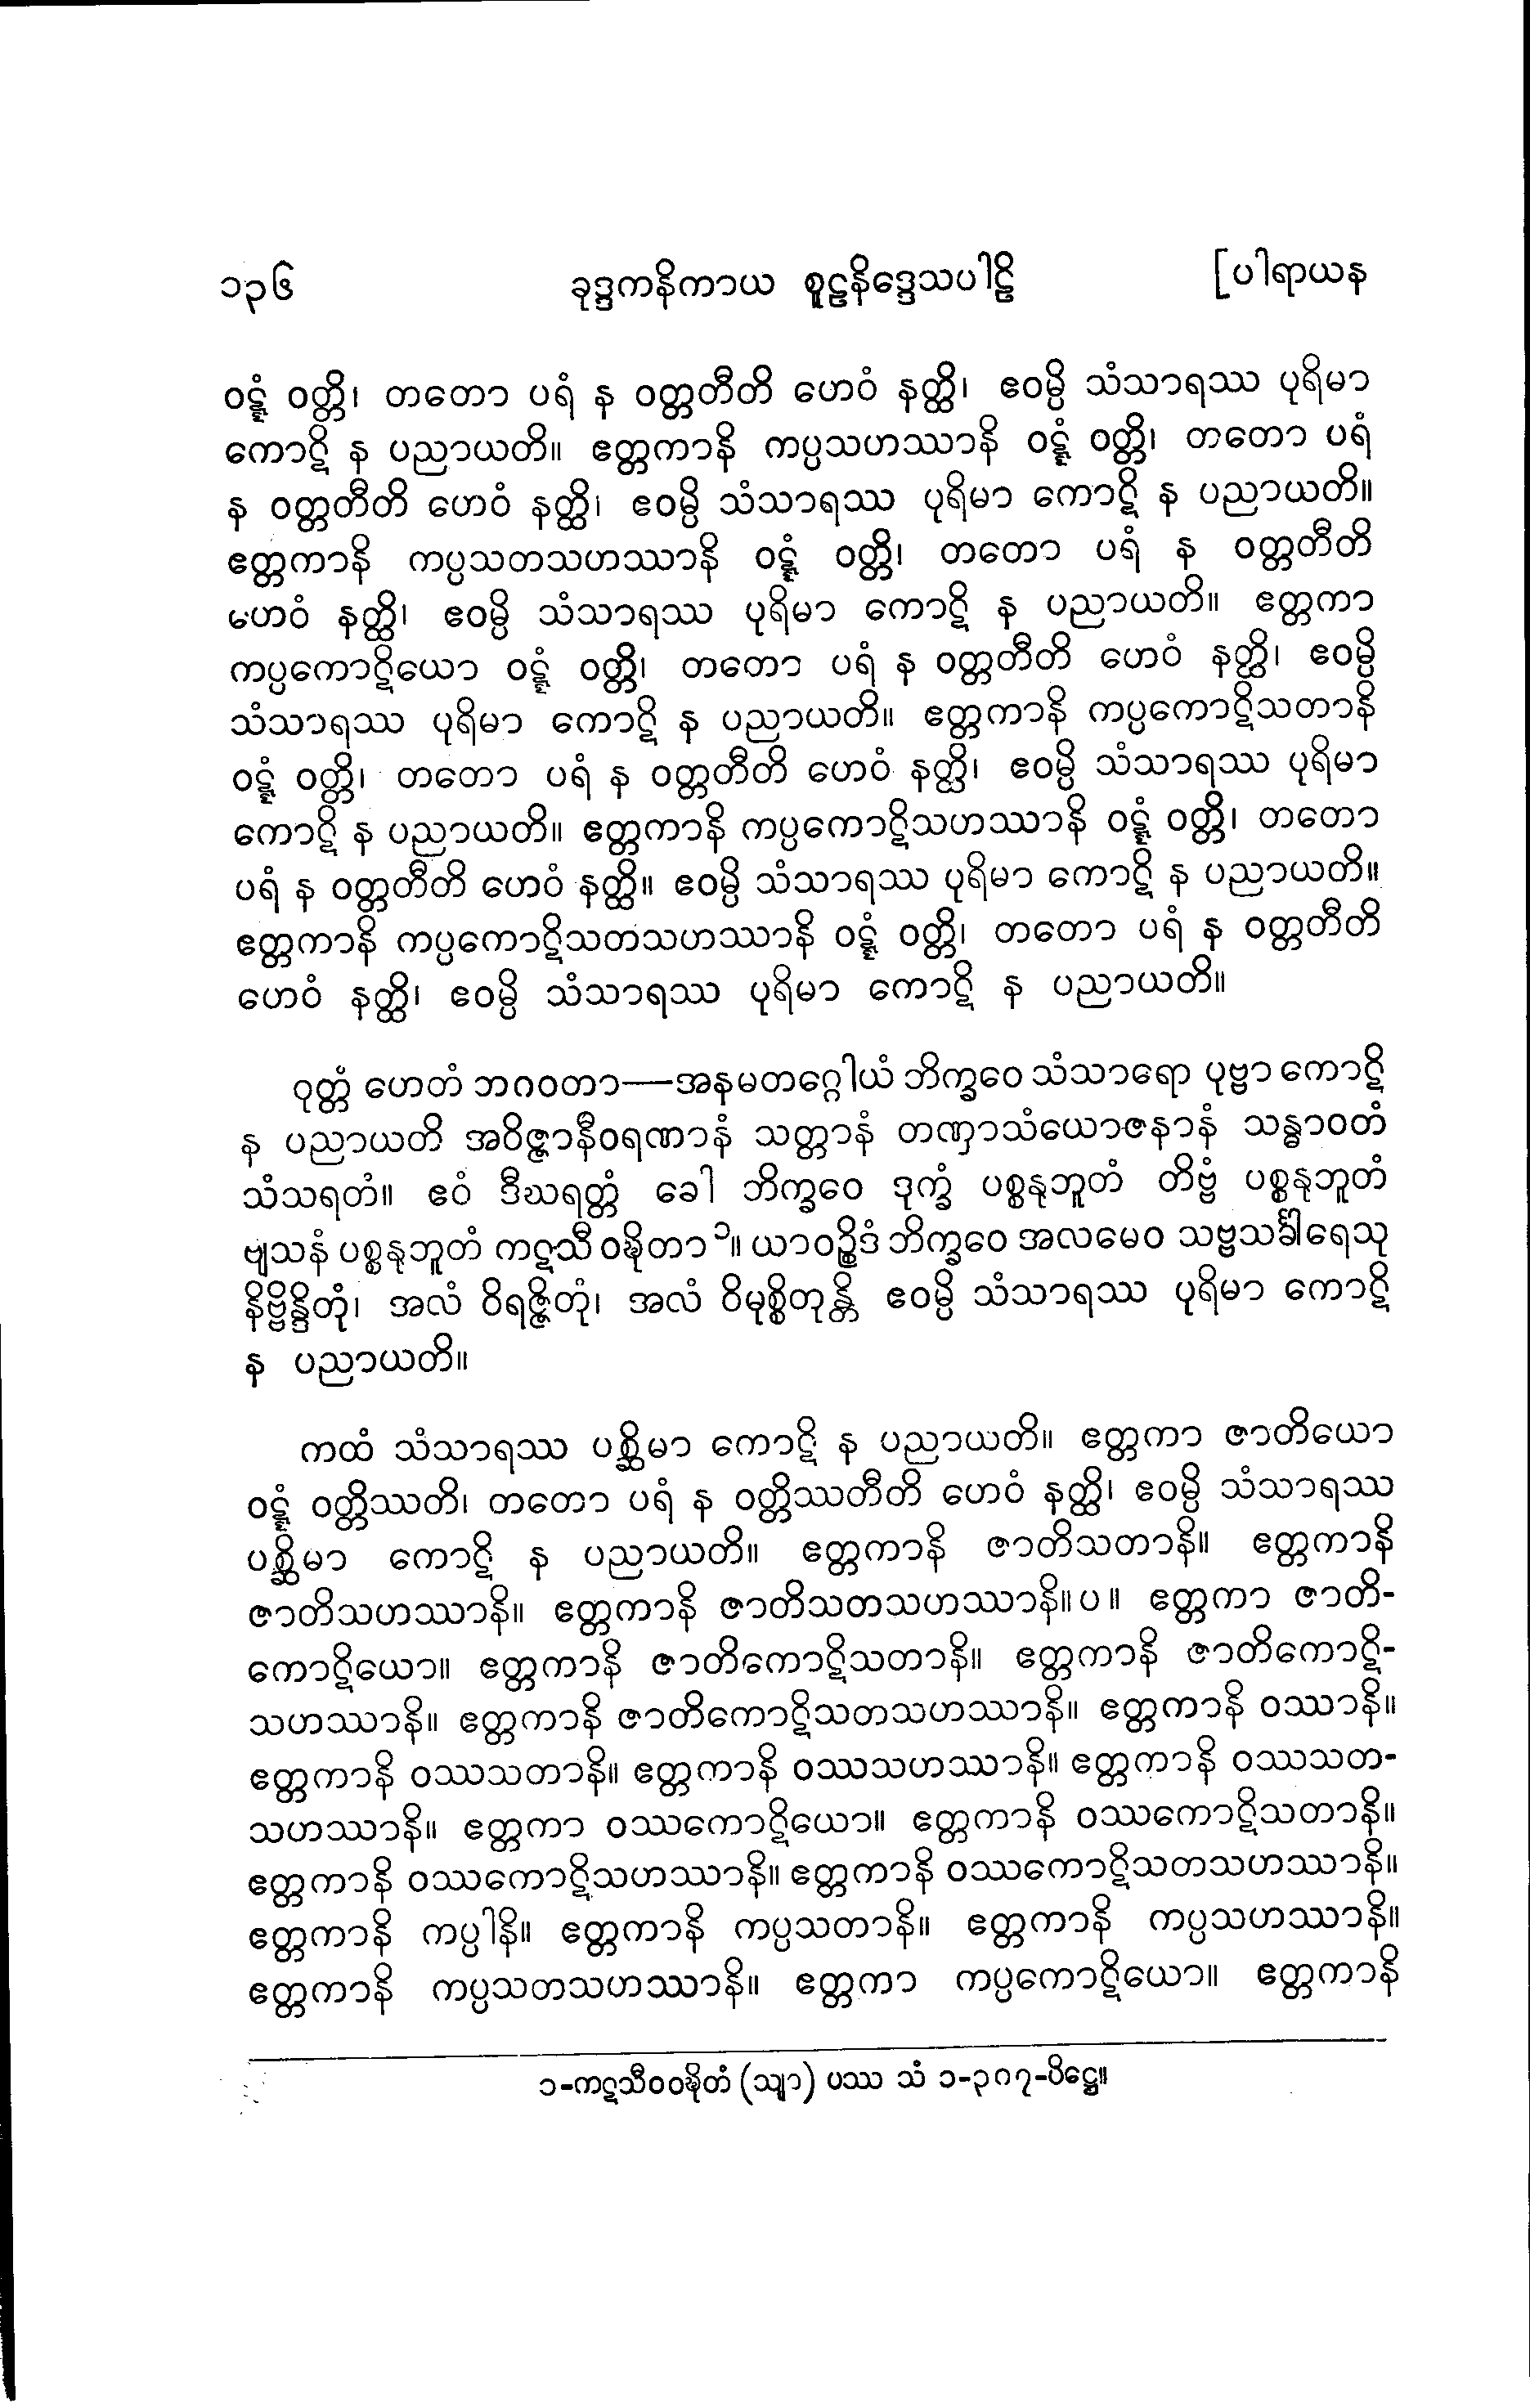 ၁၃၆ ခုဒ္ဒကနိကာယ စူဠနိဒ္ဒေသပါဠိ [ပါရာယန
ဝဋ္ဋံ ဝတ္တိ၊ တတော ပရံ န ဝတ္တတီတိ ဟေဝံ နတ္ထိ၊ ဧဝမ္ပိ သံသာရဿ ပုရိမာ
ကောဋိ န ပညာယတိ။ ဧတ္တကာနိ ကပ္ပသဟဿာနိ ဝဋ္ဋံ ဝတ္တိ၊ တတော ပရံ
န ဝတ္တတီတိ ဟေဝံ နတ္ထိ၊ ဧဝမ္ပိ သံသာရဿ ပုရိမာ ကောဋိ န ပညာယတိ။
ဧတ္တကာနိ ကပ္ပသတသဟဿာနိ ဝဋ္ဋံ ဝတ္တိ၊ တတော ပရံ န ဝတ္တတီတိ
ဟေဝံ နတ္ထိ၊ ဧဝမ္ပိ သံသာရဿ ပုရိမာ ကောဋိ န ပညာယတိ။ ဧတ္တကာ
ကပ္ပကောဋိယော ဝဋ္ဋံ ဝတ္တိ၊ တတော ပရံ န ဝတ္တတီတိ ဟေဝံ နတ္ထိ၊ ဧဝမ္ပိ
သံသာရဿ ပုရိမာ ကောဋိ န ပညာယတိ။ ဧတ္တကာနိ ကပ္ပကောဋိသတာနိ
ဝဋ္ဋံ ဝတ္တိ၊ တတော ပရံ န ဝတ္တတီတိ ဟေဝံ နတ္ထိ၊ ဧဝမ္ပိ သံသာရဿ ပုရိမာ
ကောဋိ န ပညာယတိ။ ဧတ္တကာနိ ကပ္ပကောဋိသဟဿာနိ ဝဋ္ဋံ ဝတ္တိ၊ တတော
ပရံ န ဝတ္တတီတိ ဟေဝံ နတ္ထိ။ ဧဝမ္ပိ သံသာရဿ ပုရိမာ ကောဋိ န ပညာယတိ။
ဧတ္တကာနိ ကပ္ပကောဋိသတသဟဿာနိ ဝဋ္ဋံ ဝတ္တိ၊ တတော ပရံ န ဝတ္တတီတိ
ဟေဝံ နတ္ထိ၊ ဧဝမ္ပိ သံသာရဿ ပုရိမာ ကောဋိ န ပညာယတိ။
ဝုတ္တံ ဟေတံ ဘဂဝတာ—အနမတဂ္ဂေါယံ ဘိက္ခဝေ သံသာရော ပုဗ္ဗာ ကောဋိ
န ပညာယတိ အဝိဇ္ဇာနီဝရဏာနံ သတ္တာနံ တဏှာသံယောဇနာနံ သန္ဓာဝတံ
သံသရတံ။ ဧဝံ ဒီဃရတ္တံ ခေါ ဘိက္ခဝေ ဒုက္ခံ ပစ္စနုဘူတံ တိဗ္ဗံ ပစ္စနုဘူတံ
ဗျသနံ ပစ္စနုဘူတံ ကဋသီ ဝဍ္ဎိတာ၁။ ယာဝဉ္စိဒံ ဘိက္ခဝေ အလမေဝ သဗ္ဗသင်္ခါရေသု
နိဗ္ဗိန္ဒိတုံ၊ အလံ ဝိရဇ္ဇိတုံ၊ အလံ ဝိမုစ္စိတုန္တိ ဧဝမ္ပိ သံသာရဿ ပုရိမာ ကောဋိ
န ပညာယတိ။
ကထံ သံသာရဿ ပစ္ဆိမာ ကောဋိ န ပညာယတိ။ ဧတ္တကာ ဇာတိယော
ဝဋ္ဋံ ဝတ္တိဿတိ၊ တတော ပရံ န ဝတ္တိဿတီတိ ဟေဝံ နတ္ထိ၊ ဧဝမ္ပိ သံသာရဿ
ပစ္ဆိမာ ကောဋိ န ပညာယတိ။ ဧတ္တကာနိ ဇာတိသတာနိ။ ဧတ္တကာနိ
ဇာတိသဟဿာနိ။ ဧတ္တကာနိ ဇာတိသတသဟဿာနိ။ပ။ ဧတ္တကာ ဇာတိ-
ကောဋိယော။ ဧတ္တကာနိ ဇာတိကောဋိသတာနိ။ ဧတ္တကာနိ ဇာတိကောဋိ-
သဟဿာနိ။ ဧတ္တကာနိ ဇာတိကောဋိသတသဟဿာနိ။ ဧတ္တကာနိ ဝဿာနိ။
ဧတ္တကာနိ ဝဿသတာနိ။ ဧတ္တကာနိ ဝဿသဟဿာနိ။ ဧတ္တကာနိ ဝဿသတ-
သဟဿာနိ။ ဧတ္တကာ ဝဿကောဋိယော။ ဧတ္တကာနိ ဝဿကောဋိသတာနိ။
ဧတ္တကာနိ ဝဿကောဋိသဟဿာနိ။ ဧတ္တကာနိ ဝဿကောဋိသတသဟဿာနိ။
ဧတ္တကာနိ ကပ္ပါနိ။ ဧတ္တကာနိ ကပ္ပသတာနိ။ ဧတ္တကာနိ ကပ္ပသဟဿာနိ။
ဧတ္တကာနိ ကပ္ပသတသဟဿာနိ။ ဧတ္တကာ ကပ္ပကောဋိယော။ ဧတ္တကာနိ
၁-ကဋသီဝဝဍ္ဎိတံ (သျာ) ပဿ သံ ၁-၃၈၇-ပိဋ္ဌေ။